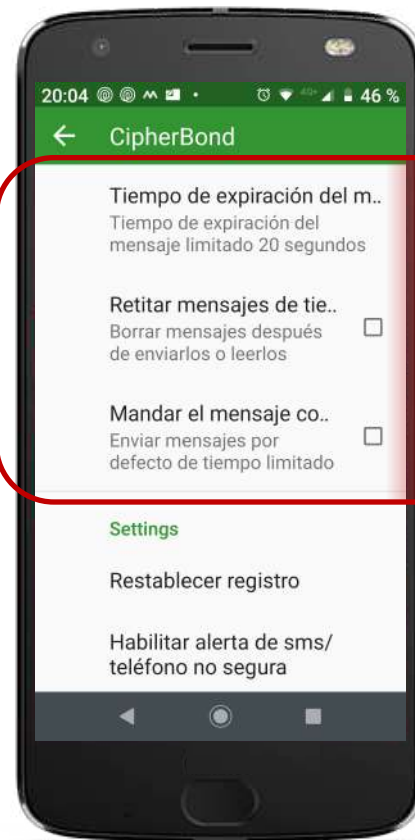 20:04 46 %
CipherBond
Tiempo de expiración del m..
Tiempo de expiración del
mensaje limitado 20 segundos
Retitar mensajes de tie..
Borrar mensajes después
de enviarlos o leerlos
Mandar el mensaje co..
Enviar mensajes por
defecto de tiempo limitado
Settings
Restablecer registro
Habilitar alerta de sms/
teléfono no segura